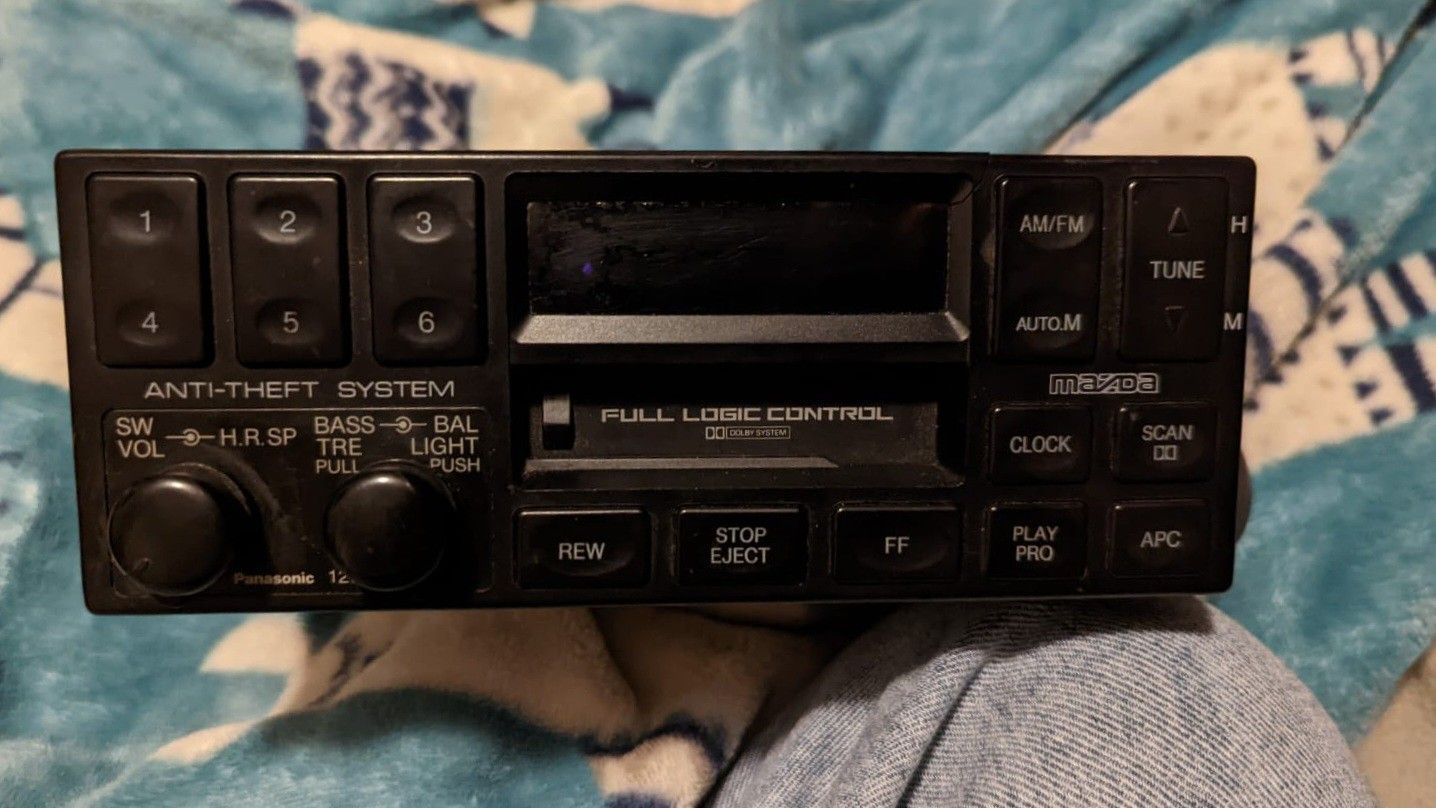 1
2
3
4
5
6
ANTI-THEFT SYSTEM
SW
VOL
H.R.SP
BASS
TRE
PULL
BAL
LIGHT
PUSH
Panasonic
FULL LOGIC CONTROL
DOLBY SYSTEM
REW
STOP
EJECT
FF
AM/FM
AUTO.M
TUNE
H
M
mazda
CLOCK
SCAN
PLAY
PRO
APC